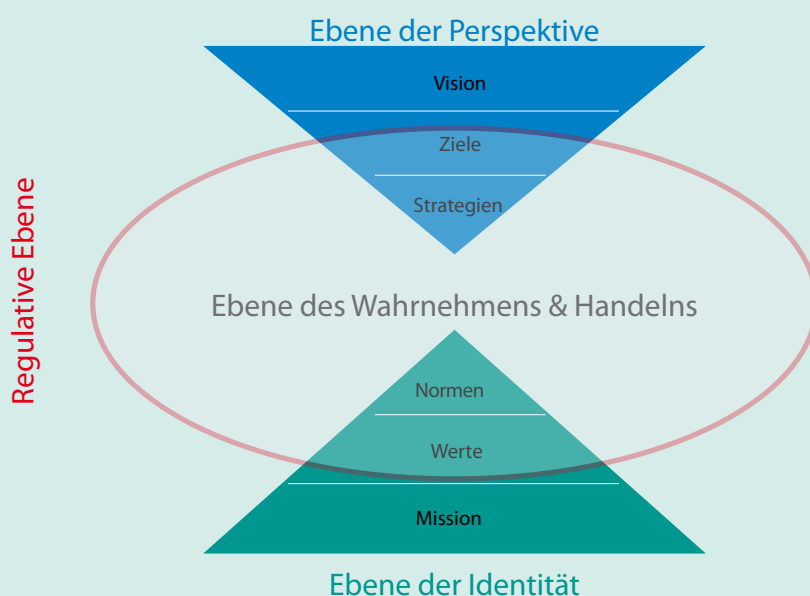 Ebene der Perspektive
Vision
Ziele
Strategien
Regulative Ebene
Ebene des Wahrnehmens & Handelns
Normen
Werte
Mission
Ebene der Identität